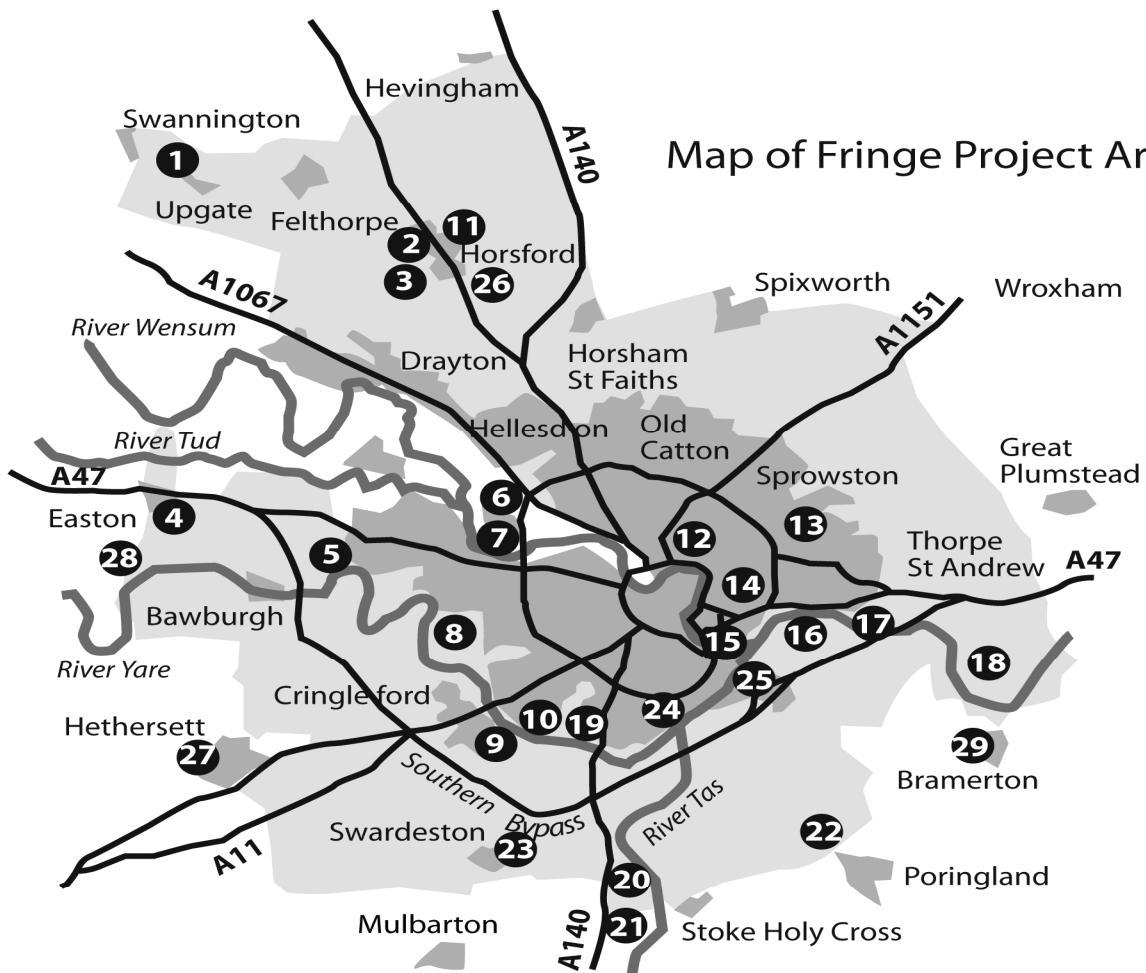 Hevingham
Swannington
A140
Map of Fringe Project Ar
1
Upgate
Felthorpe
11
2
Horsford
3
26
A1067
Spixworth
Wroxham
River Wensum
A1151
Drayton
Horsham
St Faiths
Hellesdon
Old
Catton
River Tud
Great
Plumstead
A47
Sprowston
6
Easton
4
13
7
12
28
5
Thorpe
St Andrew
A47
14
Bawburgh
8
15
16
17
River Yare
18
25
Cringleford
24
Hethersett
10
19
9
27
29
Southern
Bypass
Bramerton
River Tas
Swardeston
23
22
A11
20
Poringland
Mulbarton
A140
21
Stoke Holy Cross